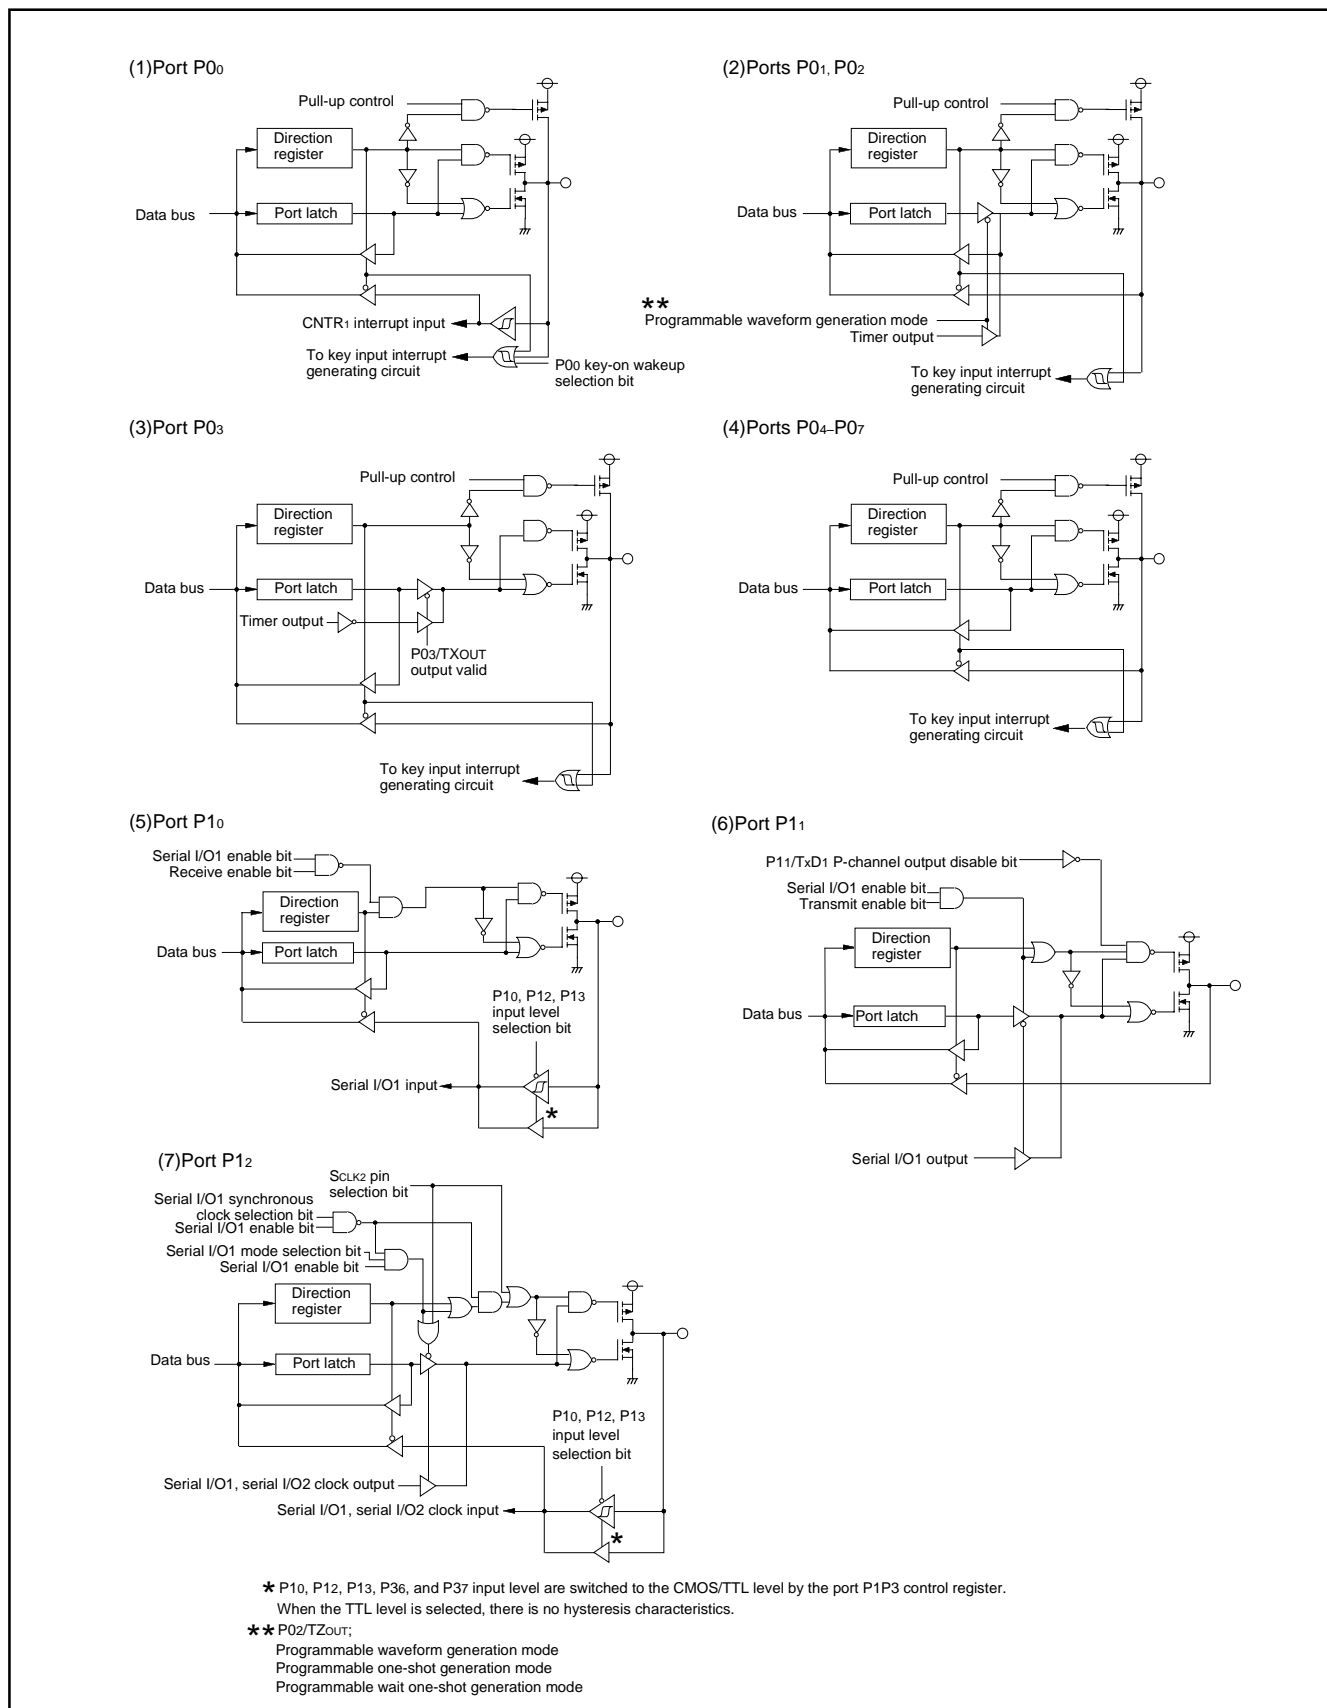 (1)Port P00
Pull-up control
Direction
register
Data bus
Port latch
CNTR1 interrupt input
To key input interrupt
generating circuit
P00 key-on wakeup
selection bit
(2)Ports P01, P02
Pull-up control
Direction
register
Data bus
Port latch
**
Programmable waveform generation mode
Timer output
To key input interrupt
generating circuit
(3)Port P03
Pull-up control
Direction
register
Data bus
Port latch
Timer output
P03/TXOUT
output valid
To key input interrupt
generating circuit
(4)Ports P04–P07
Pull-up control
Direction
register
Data bus
Port latch
To key input interrupt
generating circuit
(5)Port P10
Serial I/O1 enable bit
Receive enable bit
Direction
register
Data bus
Port latch
P10, P12, P13
input level
selection bit
Serial I/O1 input
*
(6)Port P11
P11/TxD1 P-channel output disable bit
Serial I/O1 enable bit
Transmit enable bit
Direction
register
Data bus
Port latch
Serial I/O1 output
(7)Port P12
SCLK2 pin
selection bit
Serial I/O1 synchronous
clock selection bit
Serial I/O1 enable bit
Serial I/O1 mode selection bit
Serial I/O1 enable bit
Direction
register
Data bus
Port latch
P10, P12, P13
input level
selection bit
Serial I/O1, serial I/O2 clock output
Serial I/O1, serial I/O2 clock input
*
* P10, P12, P13, P36, and P37 input level are switched to the CMOS/TTL level by the port P1P3 control register.
When the TTL level is selected, there is no hysteresis characteristics.
** P02/TZOUT;
Programmable waveform generation mode
Programmable one-shot generation mode
Programmable wait one-shot generation mode